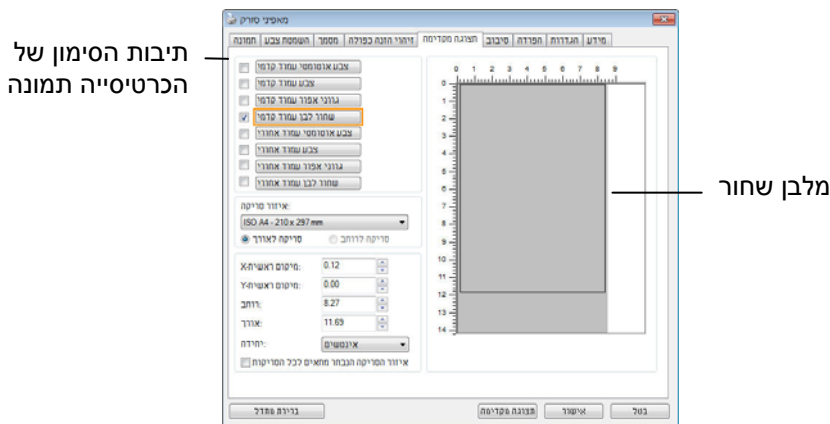 מאפיני סורק
תמונה
השמטת צבע
מסמך
זיהוי הזנה כפולה
תצוגה מקדימה
סיבוב
הפרדה
הגדרות
מידע
תיבות הסימון של
הכרטיסייה תמונה
צבע אוטומטי עמוד קדמי
צבע עמוד קדמי
גווני אפור עמוד קדמי
שחור לבן עמוד קדמי
צבע אוטומטי עמוד אחורי
צבע עמוד אחורי
גווני אפור עמוד אחורי
שחור לבן עמוד אחורי
איזור סריקה:
ISO A4 - 210 x 297 mm
סריקה לאורך
סריקה לרוחב
מיקום ראשית-X: 0.12
מיקום ראשית-Y: 0.00
רוחב: 8.27
אורך: 11.69
יחידה: אינטשים
איזור הסריקה הנבחר מתאים לכל הסריקות
0 1 2 3 4 5 6 7 8 9
0
1
2
3
4
5
6
7
8
9
10
11
12
13
14
מלבן שחור
ברירת מחדל
תצוגה מקדימה
אישור
בטל